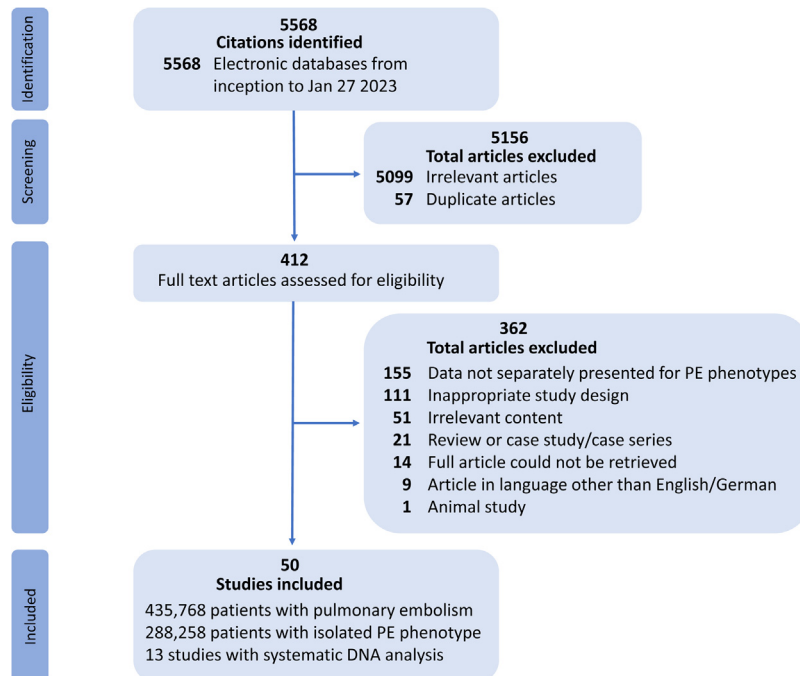 Identification
5568
Citations identified
5568 Electronic databases from
inception to Jan 27 2023
Screening
5156
Total articles excluded
5099 Irrelevant articles
57 Duplicate articles
Eligibility
412
Full text articles assessed for eligibility
362
Total articles excluded
155 Data not separately presented for PE phenotypes
111 Inappropriate study design
51 Irrelevant content
21 Review or case study/case series
14 Full article could not be retrieved
9 Article in language other than English/German
1 Animal study
Included
50
Studies included
435,768 patients with pulmonary embolism
288,258 patients with isolated PE phenotype
13 studies with systematic DNA analysis